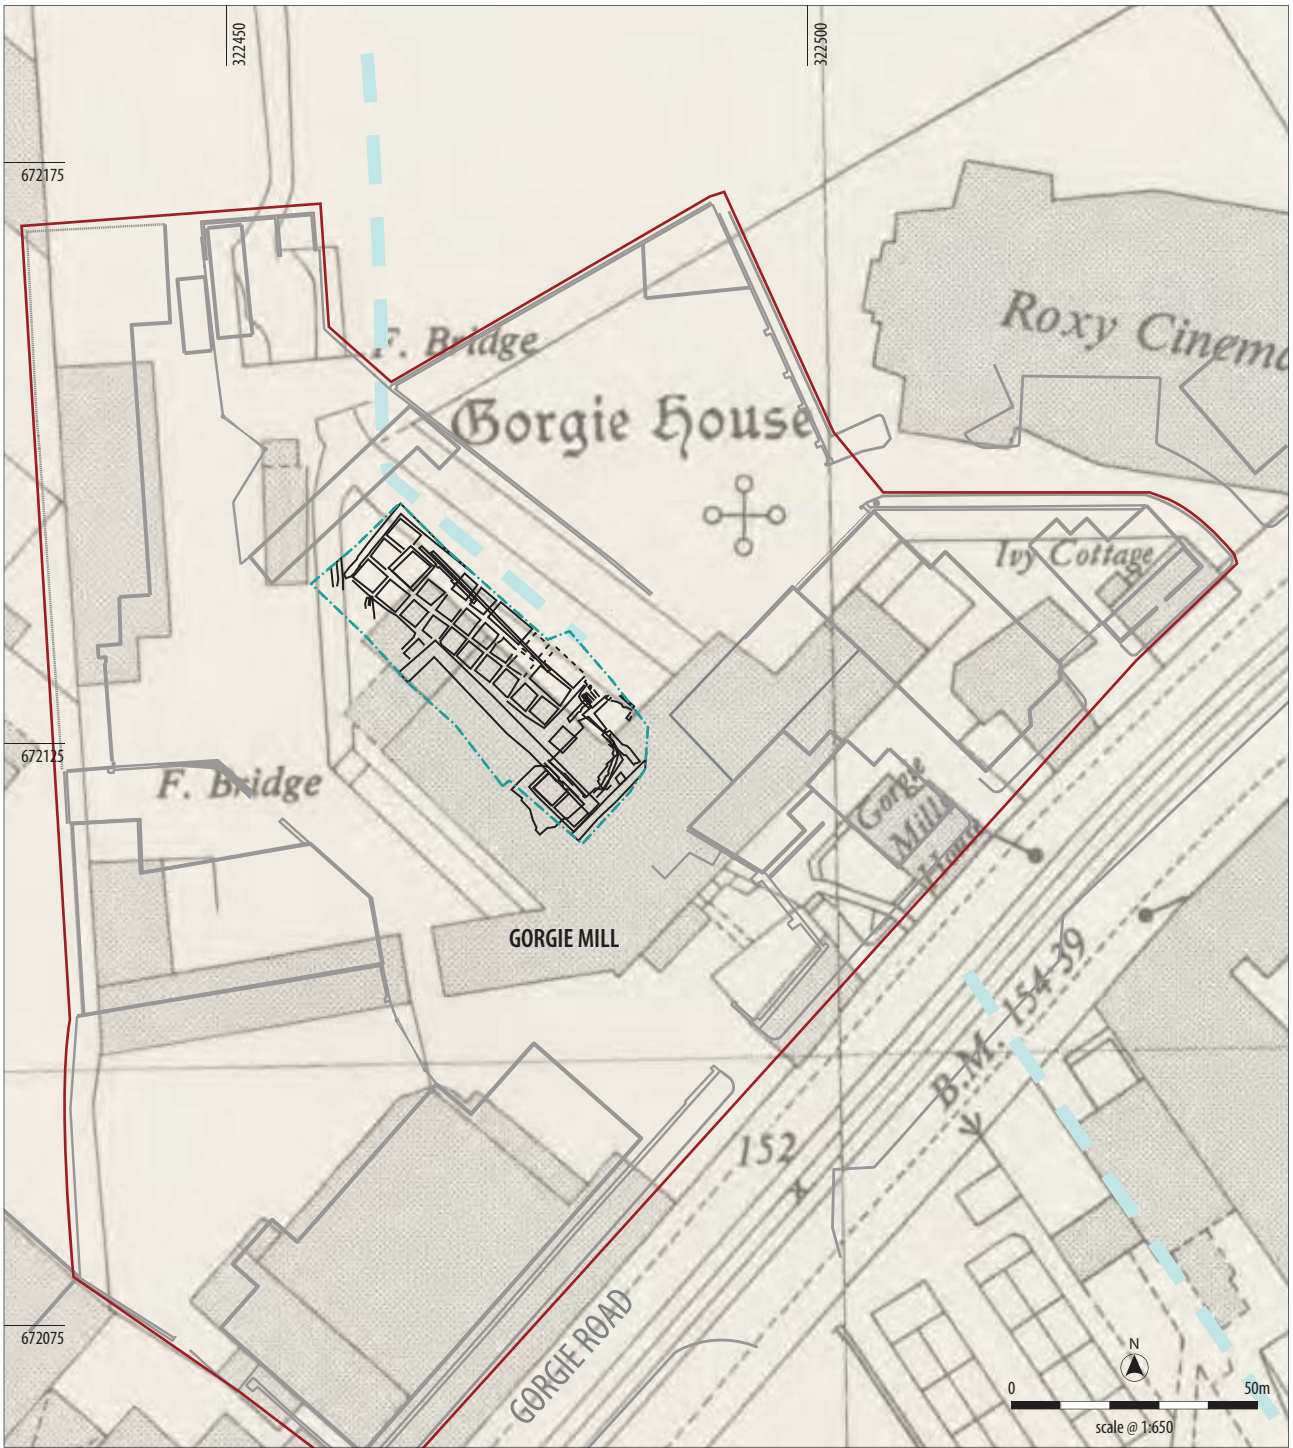 322450
322500
672175
Roxy Cinema
F. Bridge
Gorgie House
Ivy Cottage
672125
F. Bridge
Gorgie
Mills
House
GORGIE MILL
B.M. 154·39
152
672075
GORGIE ROAD
N
0 50m
scale @ 1:650